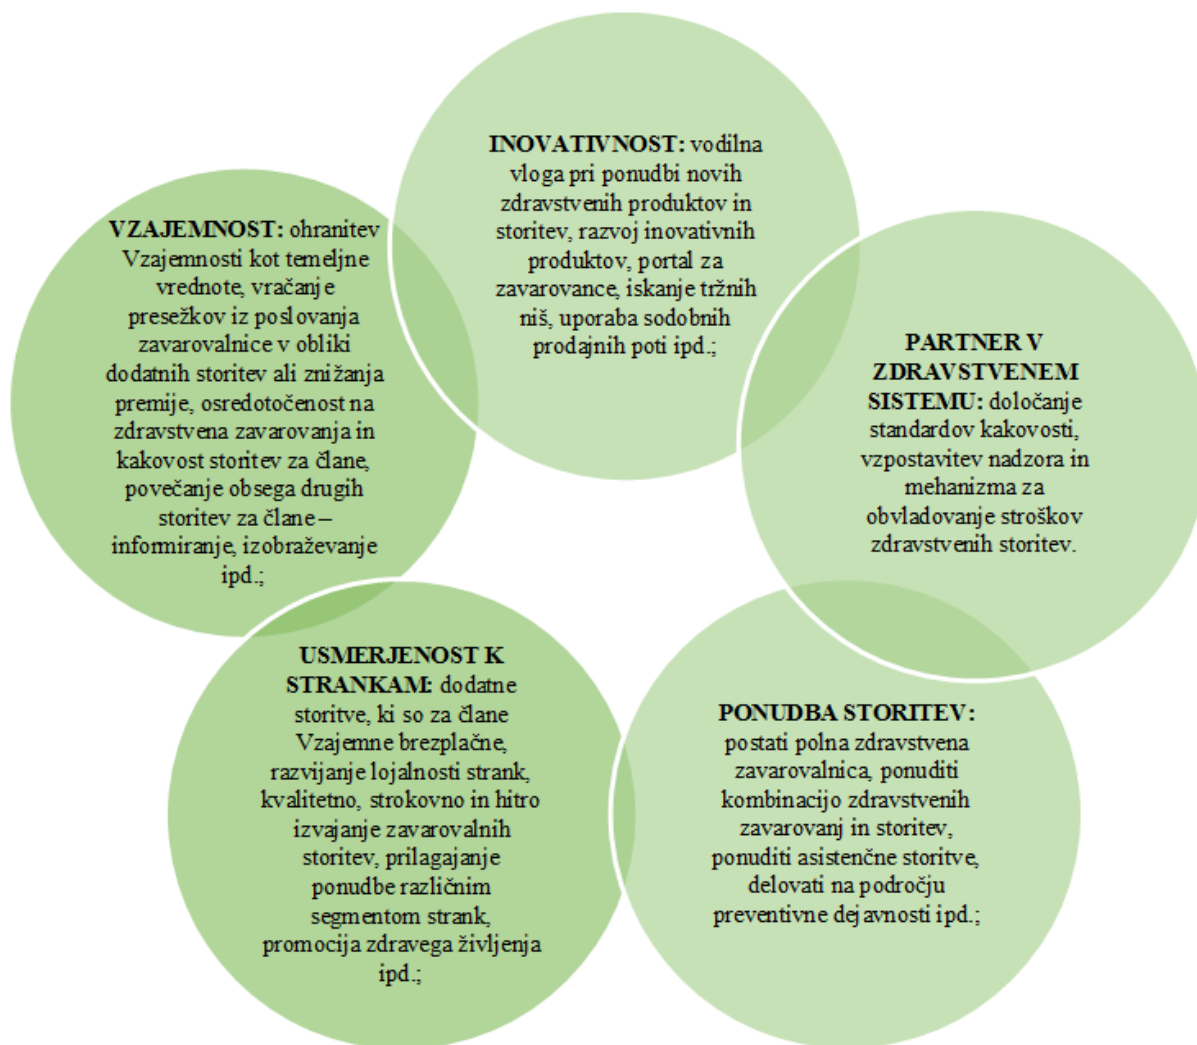 INOVATIVNOST: vodilna
vloga pri ponudbi novih
zdravstvenih produktov in
storitev, razvoj inovativnih
produktov, portal za
zavarovance, iskanje tržnih
niš, uporaba sodobnih
prodajnih poti ipd.;
VZAJEMNOST: ohranitev
Vzajemnosti kot temeljne
vrednote, vračanje
presežkov iz poslovanja
zavarovalnice v obliki
dodatnih storitev ali znižanja
premije, osredotočenost na
zdravstvena zavarovanja in
kakovost storitev za člane,
povečanje obsega drugih
storitev za člane –
informiranje, izobraževanje
ipd.;
PARTNER V
ZDRAVSTVENEM
SISTEMU: določanje
standardov kakovosti,
vzpostavitev nadzora in
mehanizma za
obvladovanje stroškov
zdravstvenih storitev.
USMERJENOST K
STRANKAM: dodatne
storitve, ki so za člane
Vzajemne brezplačne,
razvijanje lojalnosti strank,
kvalitetno, strokovno in hitro
izvajanje zavarovalnih
storitev, prilagajanje
ponudbe različnim
segmentom strank,
promocija zdravega življenja
ipd.;
PONUDBA STORITEV:
postati polna zdravstvena
zavarovalnica, ponuditi
kombinacijo zdravstvenih
zavarovanj in storitev,
ponuditi asistenčne storitve,
delovati na področju
preventivne dejavnosti ipd.;